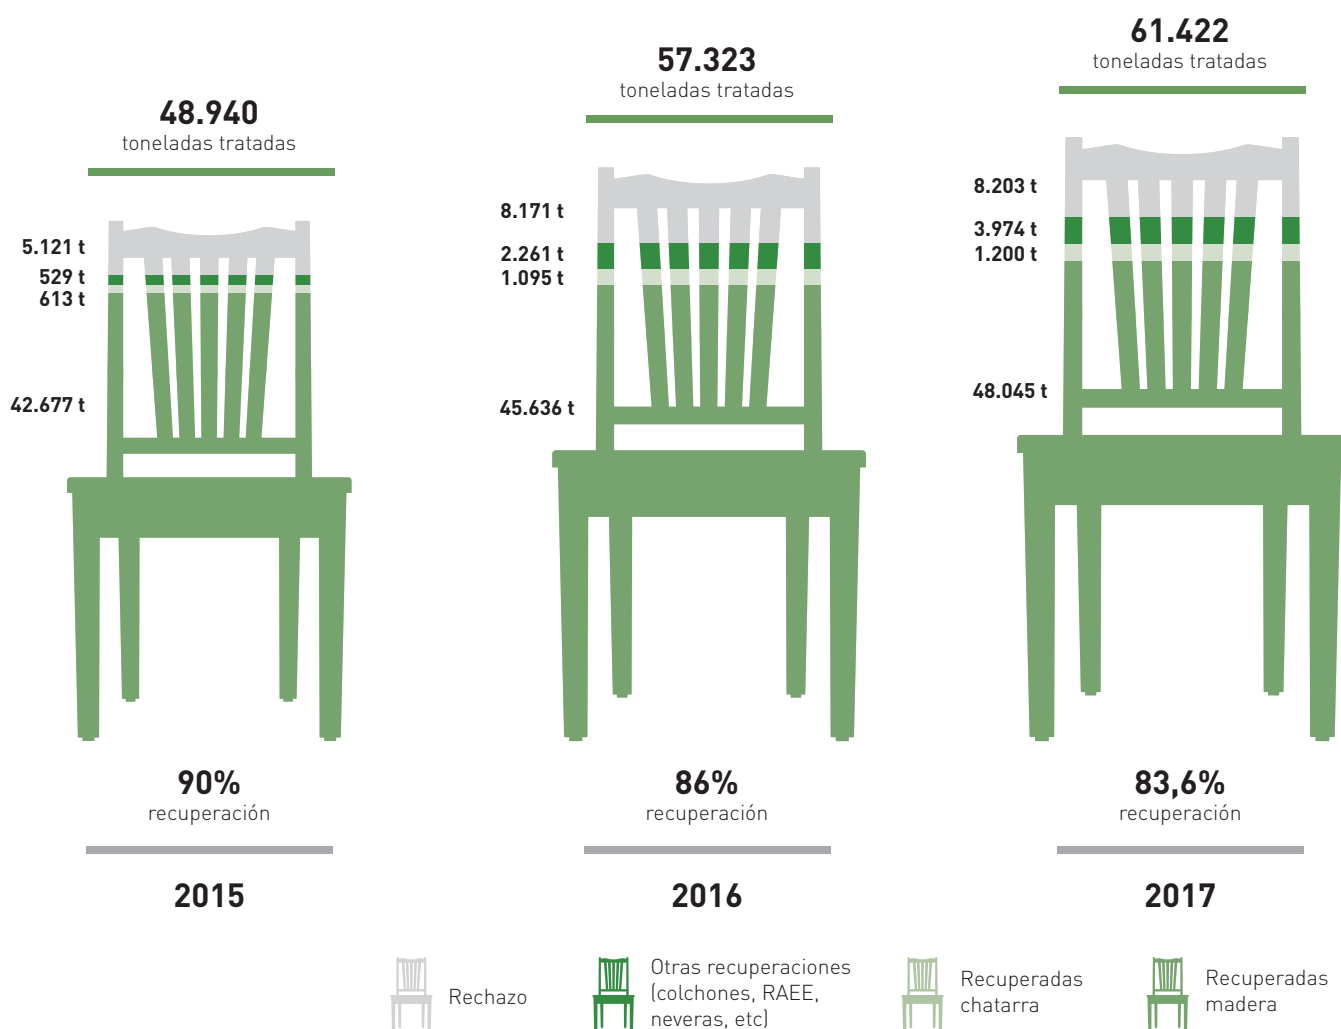 48.940
toneladas tratadas
5.121 t
529 t
613 t
42.677 t
90%
recuperación
2015
57.323
toneladas tratadas
8.171 t
2.261 t
1.095 t
45.636 t
86%
recuperación
2016
61.422
toneladas tratadas
8.203 t
3.974 t
1.200 t
48.045 t
83,6%
recuperación
2017
Rechazo
Otras recuperaciones
(colchones, RAEE,
neveras, etc)
Recuperadas
chatarra
Recuperadas
madera